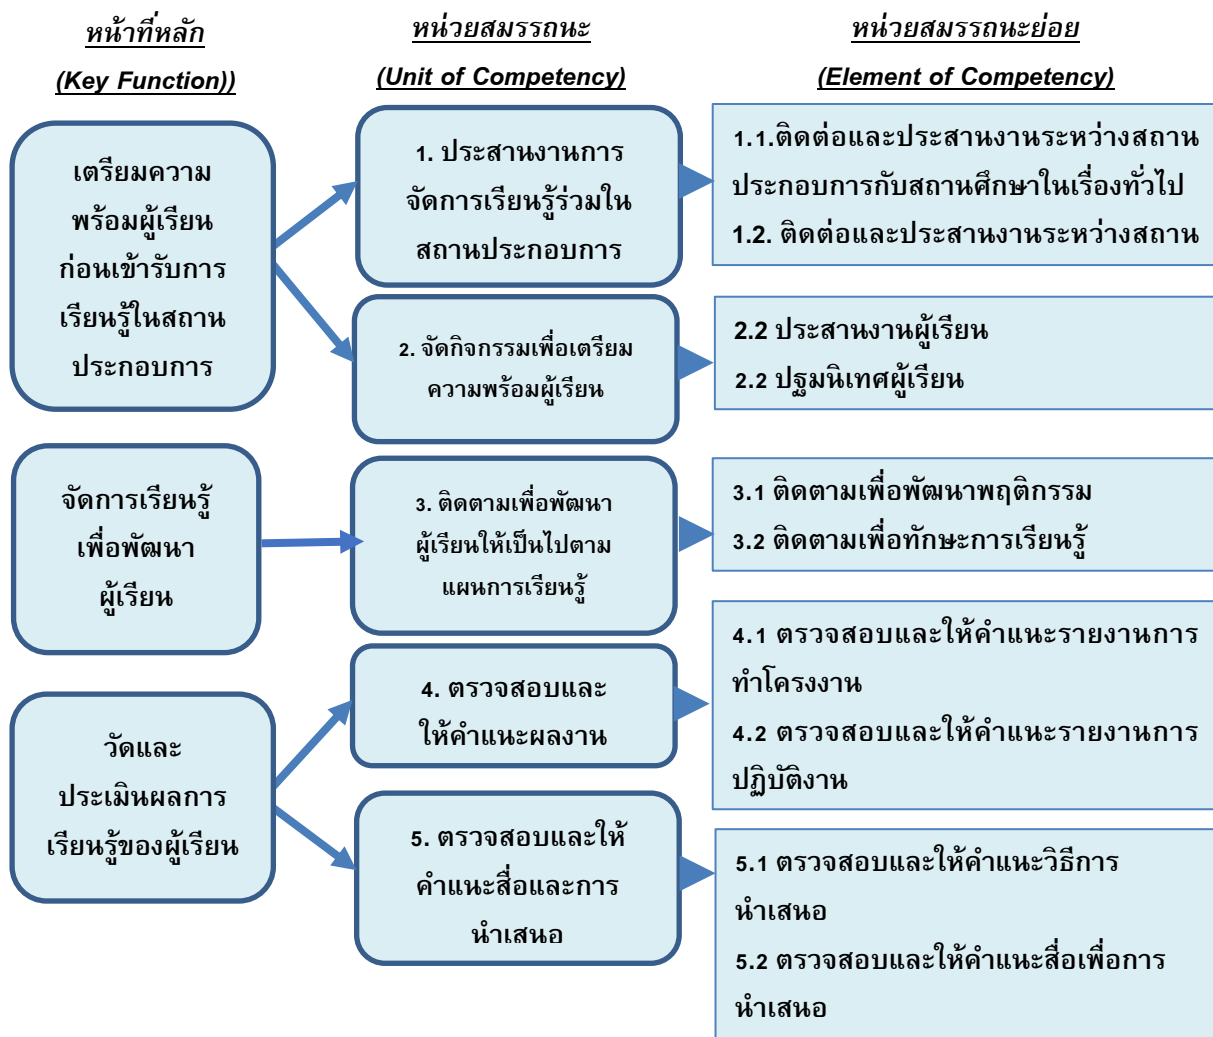 หน้าที่หลัก
(Key Function))
หน่วยสมรรถนะ
(Unit of Competency)
หน่วยสมรรถนะย่อย
(Element of Competency)
เตรียมความ
พร้อมผู้เรียน
ก่อนเข้ารับการ
เรียนรู้ในสถาน
ประกอบการ
1. ประสานงานการ
จัดการเรียนรู้ร่วมใน
สถานประกอบการ
1.1.ติดต่อและประสานงานระหว่างสถาน
ประกอบการกับสถานศึกษาในเรื่องทั่วไป
1.2. ติดต่อและประสานงานระหว่างสถาน
2. จัดกิจกรรมเพื่อเตรียม
ความพร้อมผู้เรียน
2.2 ประสานงานผู้เรียน
2.2 ปฐมนิเทศผู้เรียน
จัดการเรียนรู้
เพื่อพัฒนา
ผู้เรียน
3. ติดตามเพื่อพัฒนา
ผู้เรียนให้เป็นไปตาม
แผนการเรียนรู้
3.1 ติดตามเพื่อพัฒนาพฤติกรรม
3.2 ติดตามเพื่อทักษะการเรียนรู้
วัดและ
ประเมินผลการ
เรียนรู้ของผู้เรียน
4. ตรวจสอบและ
ให้คำแนะผลงาน
4.1 ตรวจสอบและให้คำแนะรายงานการ
ทำโครงงาน
4.2 ตรวจสอบและให้คำแนะรายงานการ
ปฏิบัติงาน
5. ตรวจสอบและให้
คำแนะสื่อและการ
นำเสนอ
5.1 ตรวจสอบและให้คำแนะวิธีการ
นำเสนอ
5.2 ตรวจสอบและให้คำแนะสื่อเพื่อการ
นำเสนอ